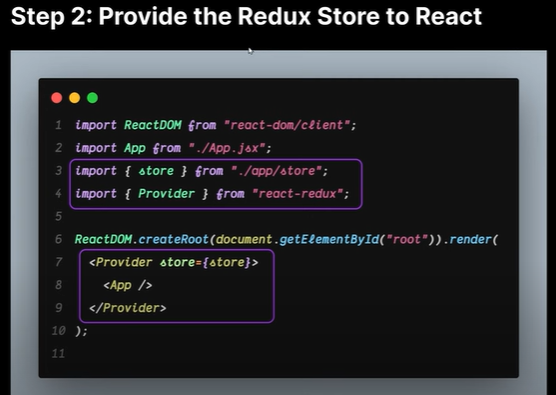 Step 2: Provide the Redux Store to React
1 import ReactDOM from "react-dom/client";
2 import App from "./App.jsx";
3 import { store } from "./app/store";
4 import { Provider } from "react-redux";
5
6 ReactDOM.createRoot(document.getElementById("root")).render(
7 <Provider store={store}>
8 <App />
9 </Provider>
10 );
11